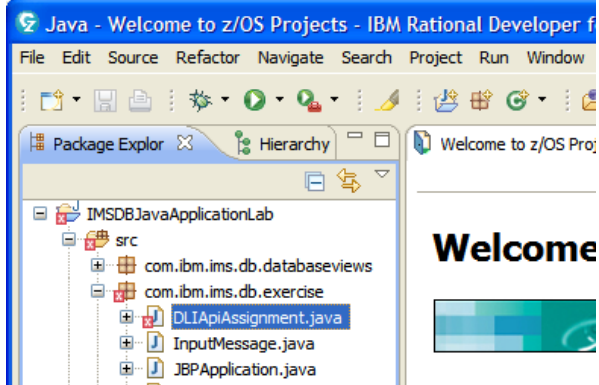 Java - Welcome to z/OS Projects - IBM Rational Developer f
File Edit Source Refactor Navigate Search Project Run Window
Package Explor Hierarchy
Welcome to z/OS Proj
IMSDBJavaApplicationLab
src
com.ibm.ims.db.databaseviews
com.ibm.ims.db.exercise
DLIApiAssignment.java
InputMessage.java
JBPApplication.java
Welcome